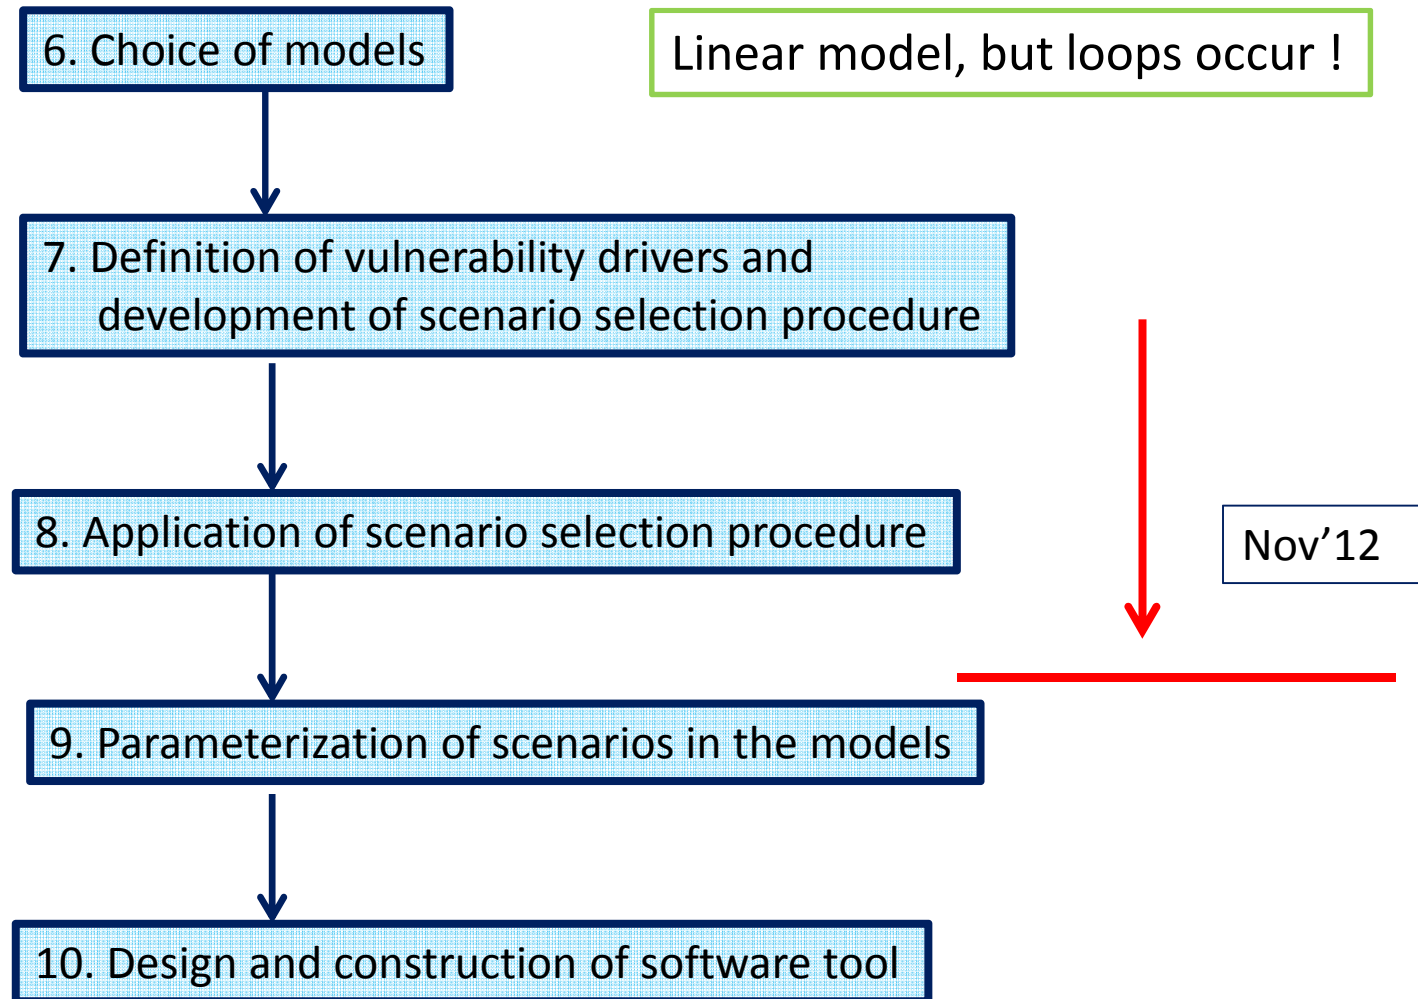 6. Choice of models
Linear model, but loops occur !
7. Definition of vulnerability drivers and
development of scenario selection procedure
8. Application of scenario selection procedure
Nov’12
9. Parameterization of scenarios in the models
10. Design and construction of software tool